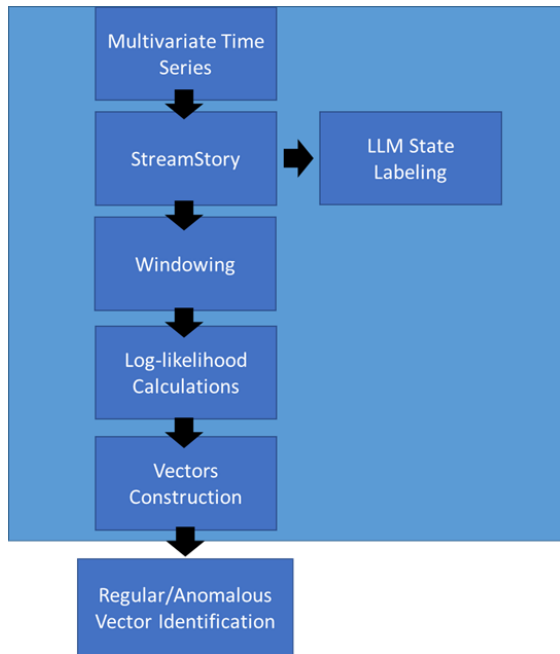 Multivariate Time
Series
StreamStory
LLM State
Labeling
Windowing
Log-likelihood
Calculations
Vectors
Construction
Regular/Anomalous
Vector Identification